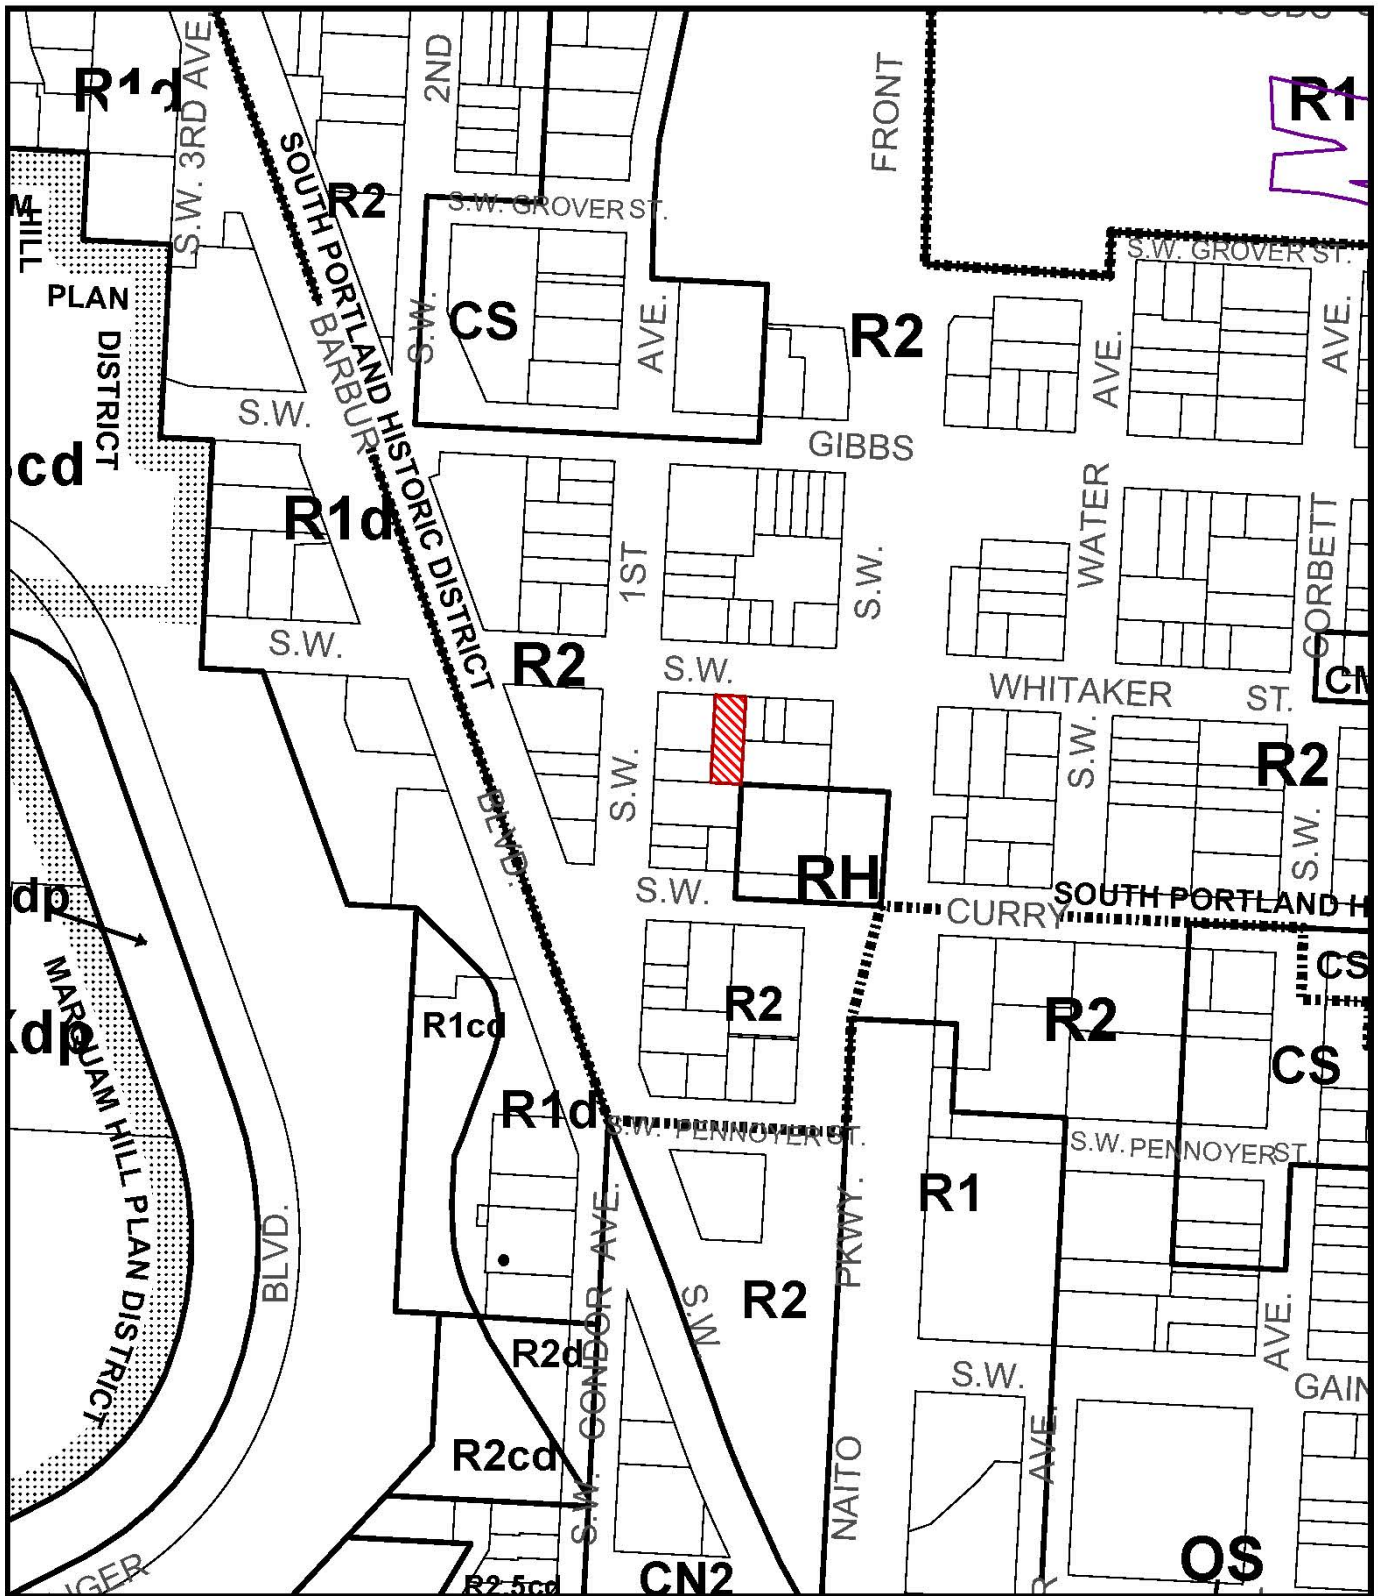 R1d
S.W. 3RD AVE
2ND
FRONT
R1
SOUTH PORTLAND HISTORIC DISTRICT
R2
S.W. GROVER ST.
S.W. GROVER ST.
HILL
PLAN
DISTRICT
BARBUR
S.W.
CS
AVE.
R2
AVE.
AVE.
S.W.
GIBBS
cd
R1d
1ST
S.W.
WATER
CORBETT
S.W.
R2
S.W.
WHITAKER
ST.
CM
S.W.
S.W.
R2
BLVD.
S.W.
RH
S.W.
SOUTH PORTLAND H
CURRY
dp
MARQUAM HILL PLAN DISTRICT
R1cd
R2
R2
CS
CS
dp
R1d
S.W. PENNOYER ST.
S.W. PENNOYER ST.
R1
BLVD.
S.W. CONDOR AVE.
S.W.
R2
NAITO
PKWY.
AVE.
R2d
S.W.
AVE.
GAIN
R2cd
CN2
OS
R2.5cd